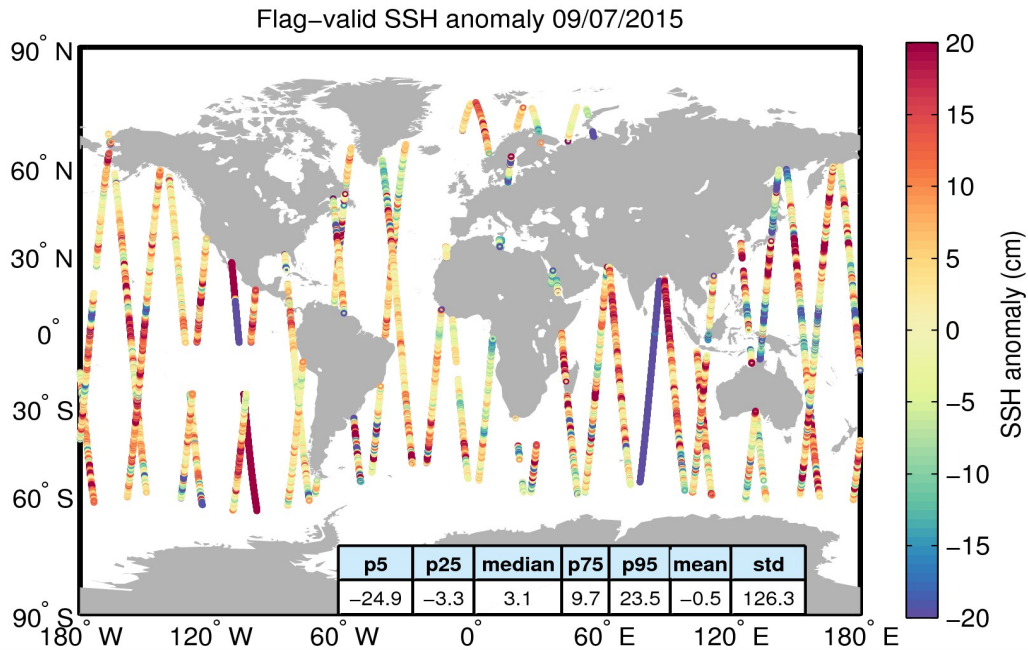 Flag−valid SSH anomaly 09/07/2015
90° N
60° N
30° N
0°
30° S
60° S
90° S
180° W 120° W 60° W 0° 60° E 120° E 180° E
p5 p25 median p75 p95 mean std
−24.9 −3.3 3.1 9.7 23.5 −0.5 126.3
20
15
10
5
0
−5
−10
−15
−20
SSH anomaly (cm)